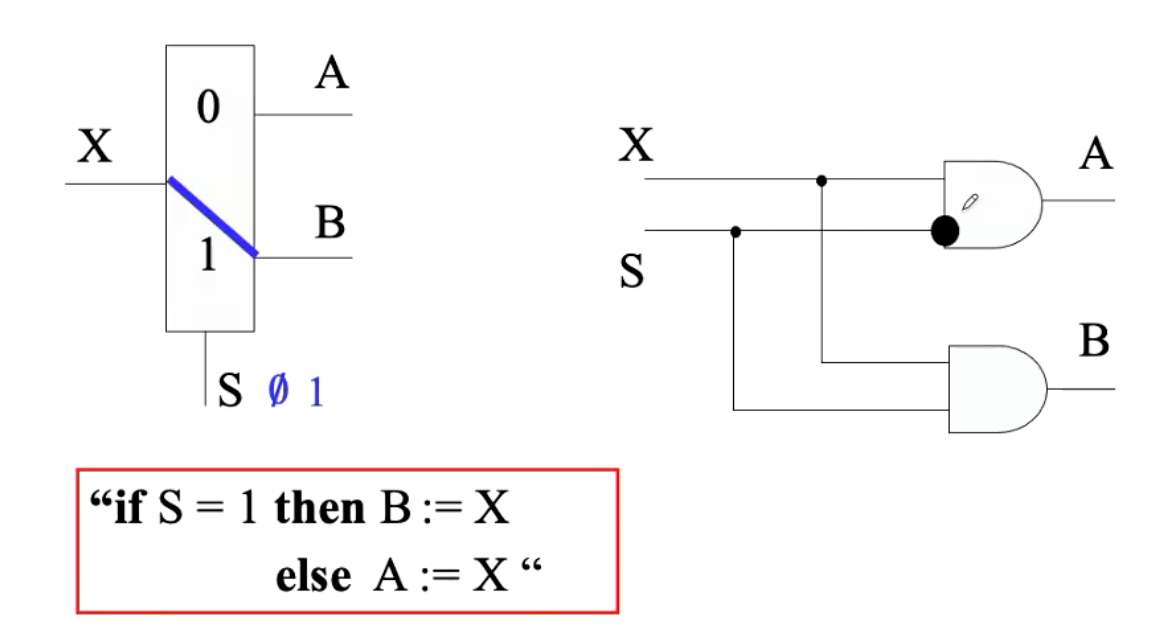 A
0
X
B
1
S Ø 1
X
A
S
B
“if S = 1 then B := X
else A := X “